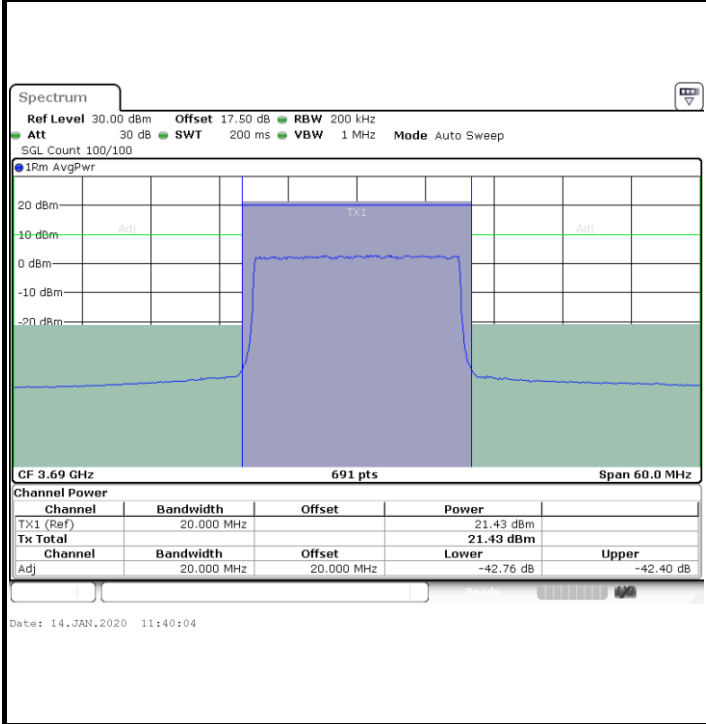 Spectrum
Ref Level 30.00 dBm Offset 17.50 dB RBW 200 kHz
Att 30 dB SWT 200 ms VBW 1 MHz Mode Auto Sweep
SGL Count 100/100
1Rm AvgPwr
20 dBm
TX1
Adj Adj
10 dBm
0 dBm
-10 dBm
-20 dBm
CF 3.69 GHz 691 pts Span 60.0 MHz
Channel Power
Channel Bandwidth Offset Power
TX1 (Ref) 20.000 MHz 21.43 dBm
Tx Total 21.43 dBm
Channel Bandwidth Offset Lower Upper
Adj 20.000 MHz 20.000 MHz -42.76 dB -42.40 dB
Ready
Date: 14.JAN.2020 11:40:04